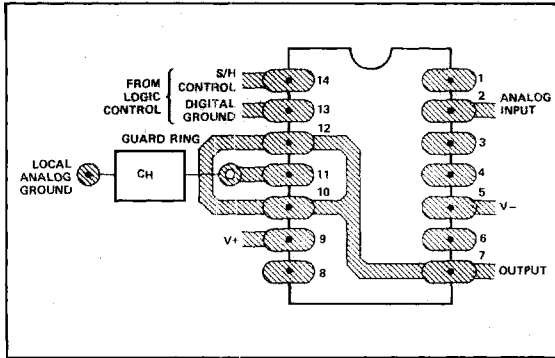 S/H
CONTROL
FROM
LOGIC
CONTROL
DIGITAL
GROUND
GUARD RING
LOCAL
ANALOG
GROUND
CH
V+
14
13
12
11
10
9
8
1
2
ANALOG
INPUT
3
4
5
V−
6
7
OUTPUT